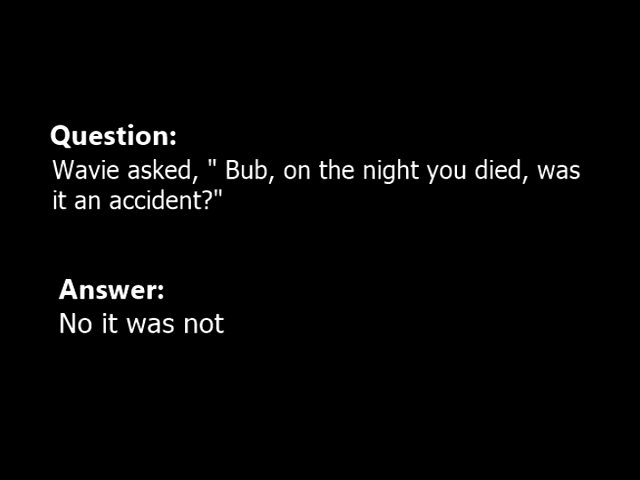 Question:
Wavie asked, " Bub, on the night you died, was
it an accident?"
Answer:
No it was not